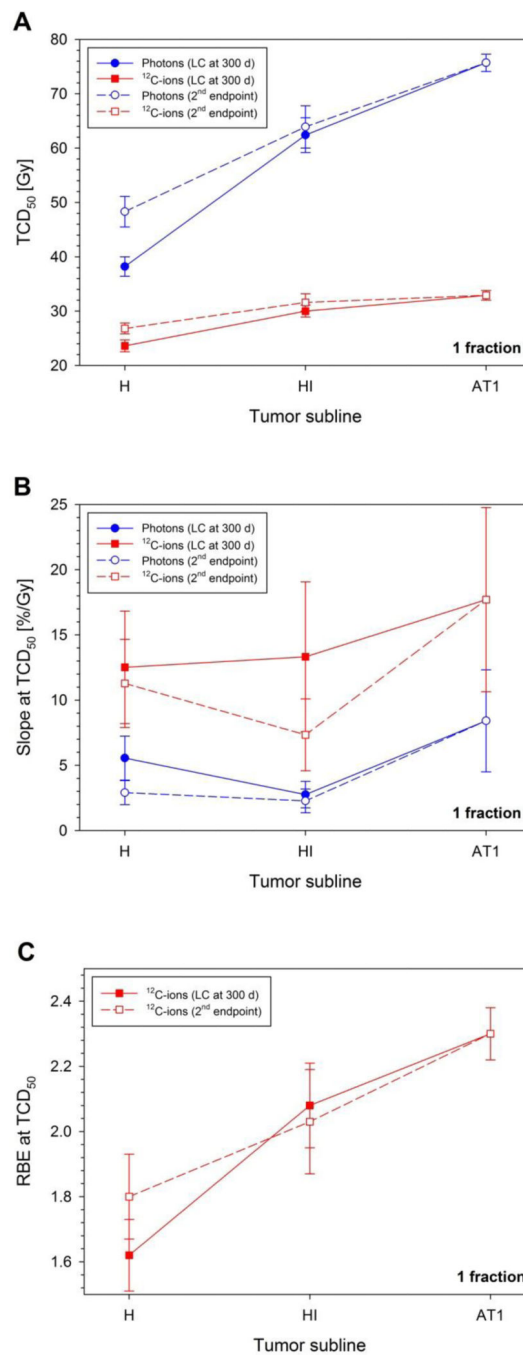 A
Photons (LC at 300 d)
¹²C-ions (LC at 300 d)
Photons (2ⁿᵈ endpoint)
¹²C-ions (2ⁿᵈ endpoint)
80
70
60
50
40
30
20
TCD₅₀ [Gy]
1 fraction
H HI AT1
Tumor subline
B
Photons (LC at 300 d)
¹²C-ions (LC at 300 d)
Photons (2ⁿᵈ endpoint)
¹²C-ions (2ⁿᵈ endpoint)
25
20
15
10
5
0
Slope at TCD₅₀ [%/Gy]
1 fraction
H HI AT1
Tumor subline
C
¹²C-ions (LC at 300 d)
¹²C-ions (2ⁿᵈ endpoint)
2.4
2.2
2.0
1.8
1.6
RBE at TCD₅₀
1 fraction
H HI AT1
Tumor subline